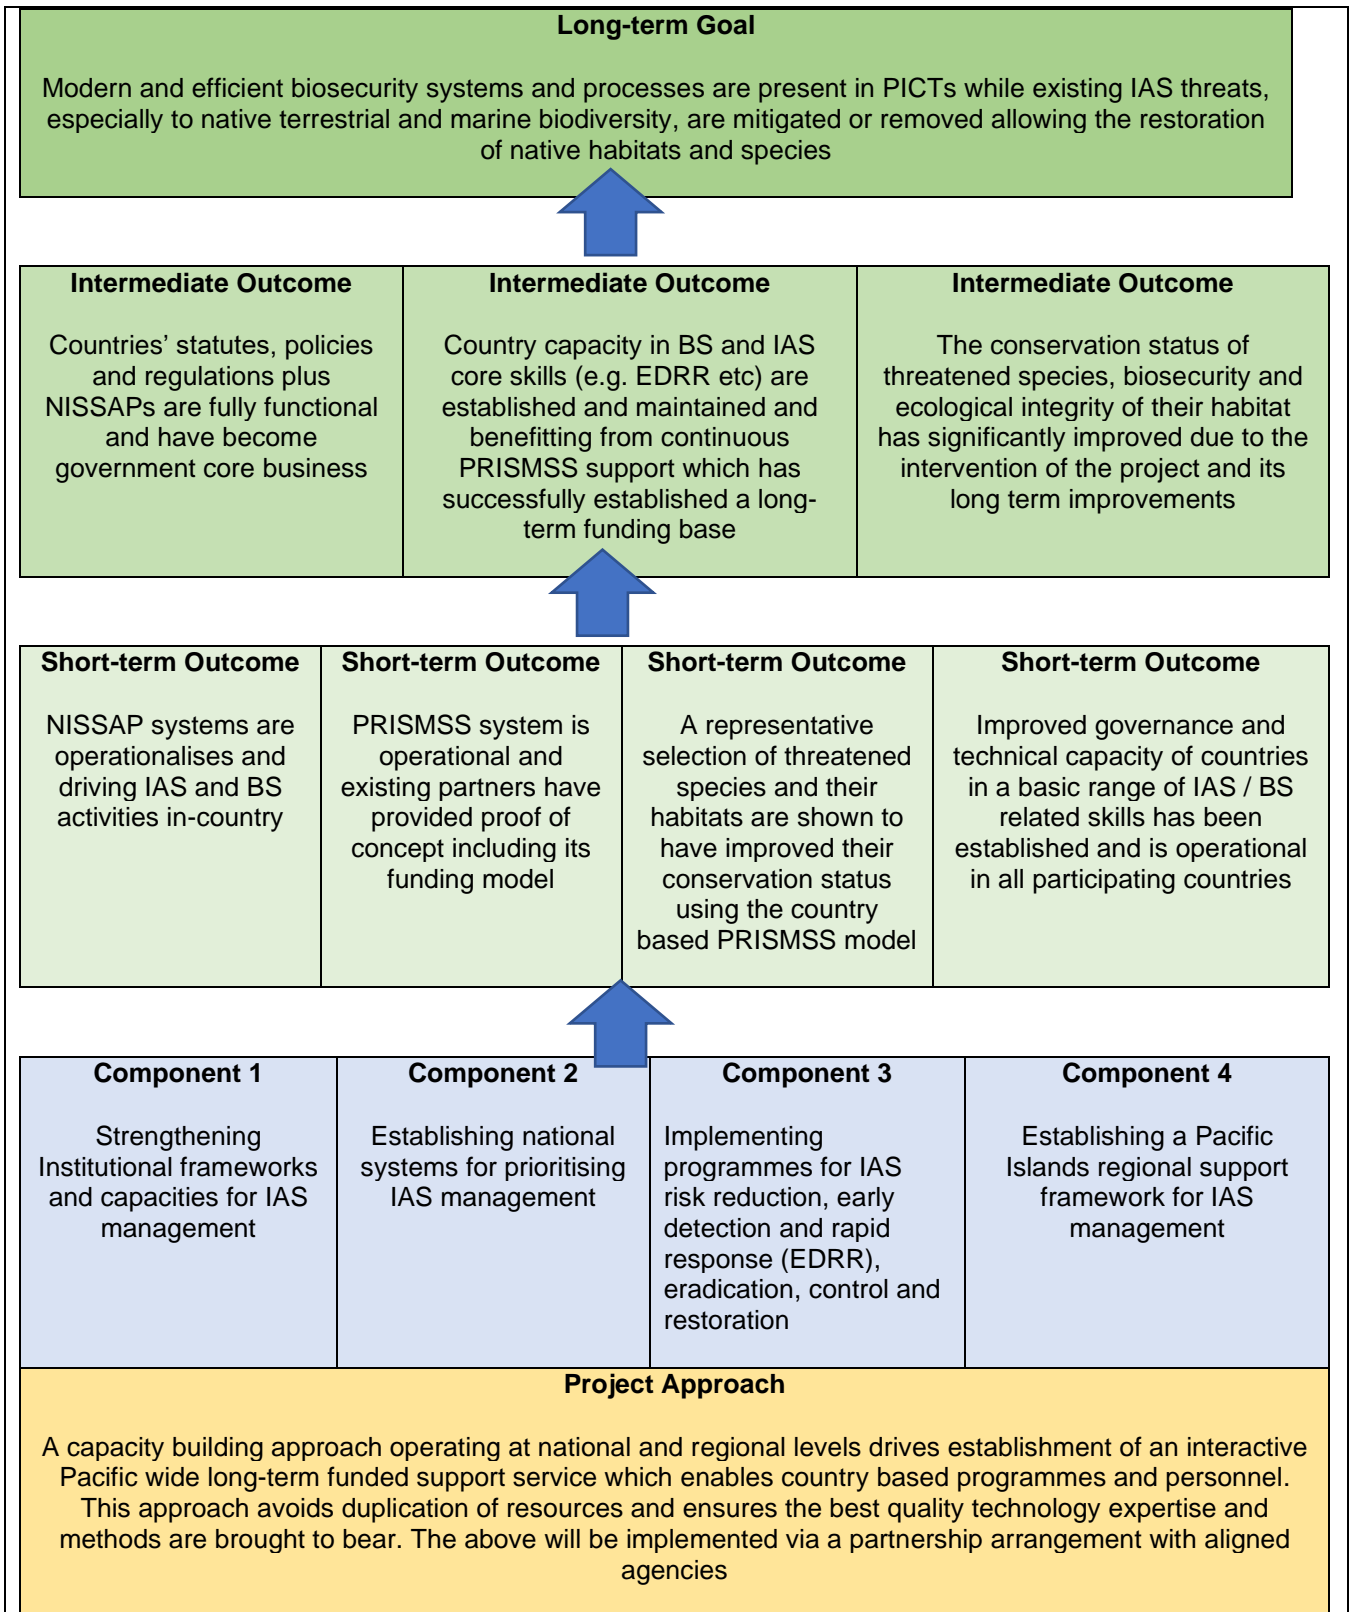 Long-term Goal
Modern and efficient biosecurity systems and processes are present in PICTs while existing IAS threats,
especially to native terrestrial and marine biodiversity, are mitigated or removed allowing the restoration
of native habitats and species
Intermediate Outcome
Countries’ statutes, policies
and regulations plus
NISSAPs are fully functional
and have become
government core business
Intermediate Outcome
Country capacity in BS and IAS
core skills (e.g. EDRR etc) are
established and maintained and
benefitting from continuous
PRISMSS support which has
successfully established a long-
term funding base
Intermediate Outcome
The conservation status of
threatened species, biosecurity and
ecological integrity of their habitat
has significantly improved due to the
intervention of the project and its
long term improvements
Short-term Outcome
NISSAP systems are
operationalises and
driving IAS and BS
activities in-country
Short-term Outcome
PRISMSS system is
operational and
existing partners have
provided proof of
concept including its
funding model
Short-term Outcome
A representative
selection of threatened
species and their
habitats are shown to
have improved their
conservation status
using the country
based PRISMSS model
Short-term Outcome
Improved governance and
technical capacity of countries
in a basic range of IAS / BS
related skills has been
established and is operational
in all participating countries
Component 1
Strengthening
Institutional frameworks
and capacities for IAS
management
Component 2
Establishing national
systems for prioritising
IAS management
Component 3
Implementing
programmes for IAS
risk reduction, early
detection and rapid
response (EDRR),
eradication, control and
restoration
Component 4
Establishing a Pacific
Islands regional support
framework for IAS
management
Project Approach
A capacity building approach operating at national and regional levels drives establishment of an interactive
Pacific wide long-term funded support service which enables country based programmes and personnel.
This approach avoids duplication of resources and ensures the best quality technology expertise and
methods are brought to bear. The above will be implemented via a partnership arrangement with aligned
agencies